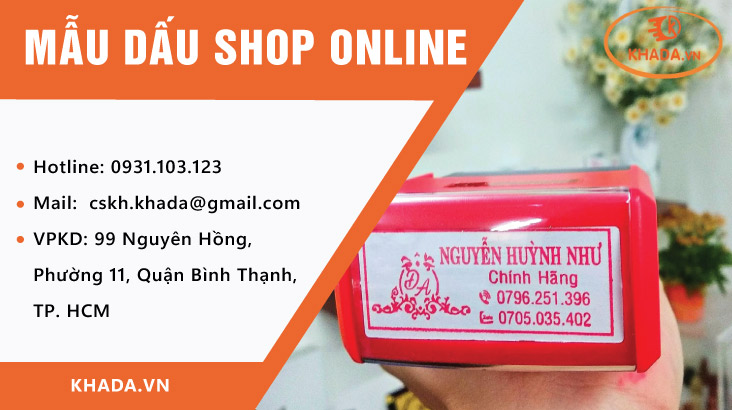 MẪU DẤU SHOP ONLINE
KHADA.VN
Hotline: 0931.103.123
Mail: cskh.khada@gmail.com
VPKD: 99 Nguyên Hồng,
Phường 11, Quận Bình Thạnh,
TP. HCM
KHADA.VN
NGUYỄN HUỲNH NHƯ
Chính Hãng
ĐA
0796.251.396
0705.035.402